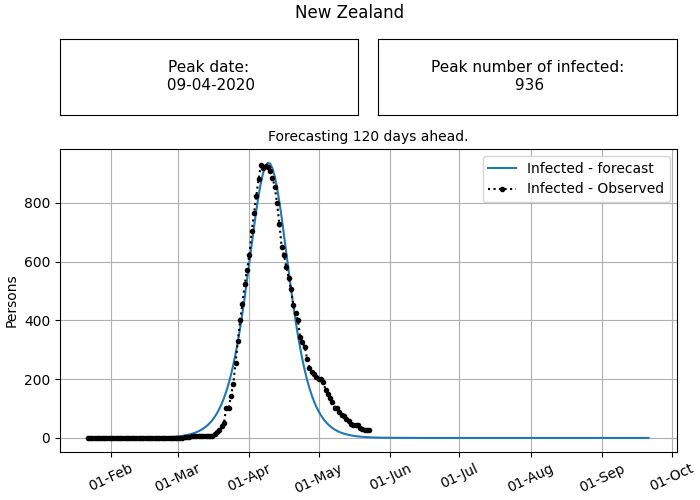 New Zealand
Peak date:
09-04-2020
Peak number of infected:
936
Forecasting 120 days ahead.
Infected - forecast
Infected - Observed
Persons
800
600
400
200
0
01-Feb
01-Mar
01-Apr
01-May
01-Jun
01-Jul
01-Aug
01-Sep
01-Oct